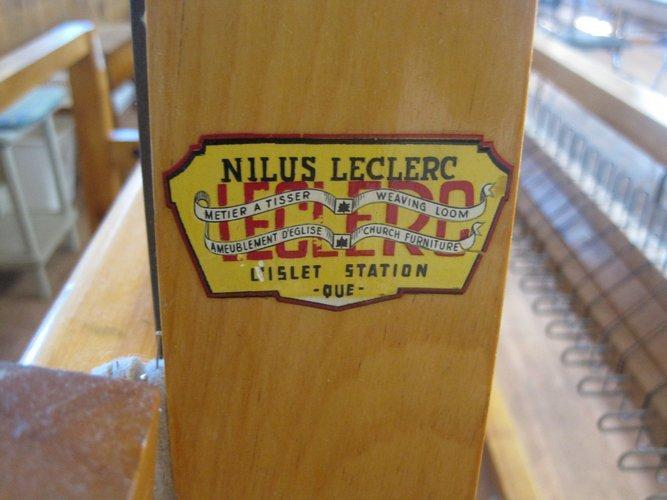 NILUS LECLERC
LECLERC
METIER A TISSER WEAVING LOOM
AMEUBLEMENT D'EGLISE CHURCH FURNITURE
L'ISLET STATION
-QUE-